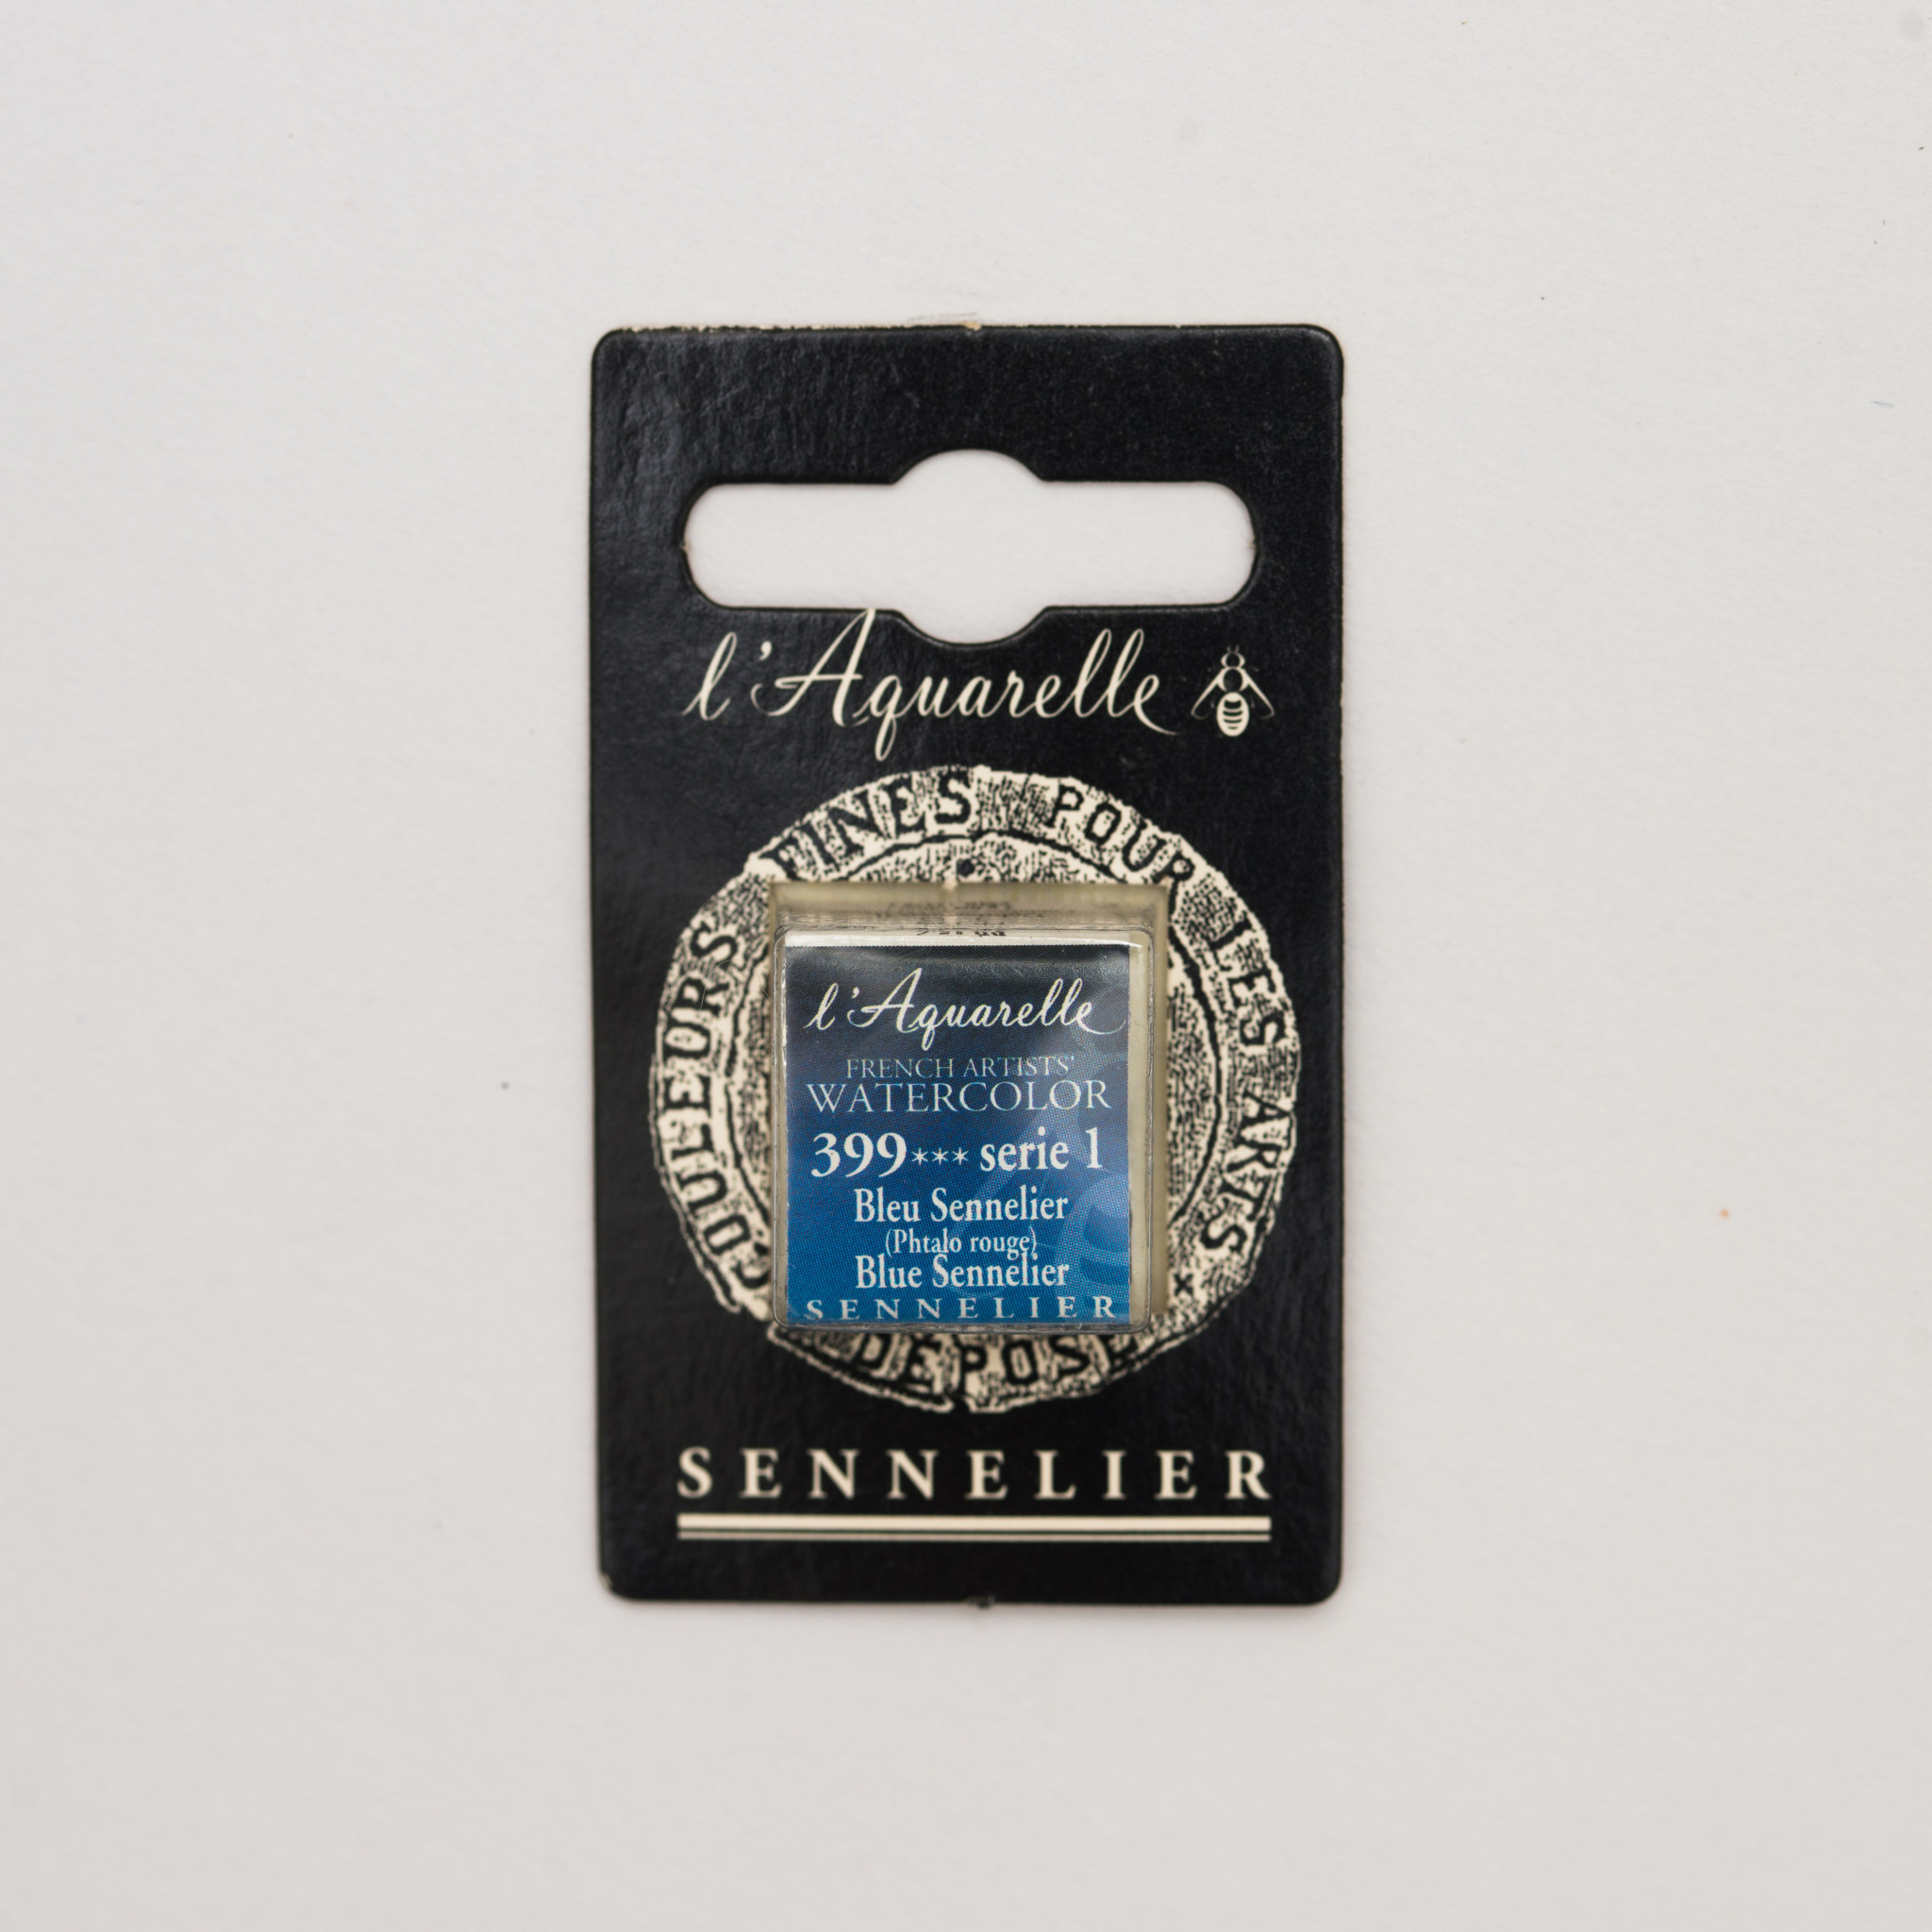 l'Aquarelle
COULEURS FINES POUR LES ARTS
DEPOSE
l'Aquarelle
FRENCH ARTISTS'
WATERCOLOR
399*** serie 1
Bleu Sennelier
(Phtalo rouge)
Blue Sennelier
SENNELIER
SENNELIER